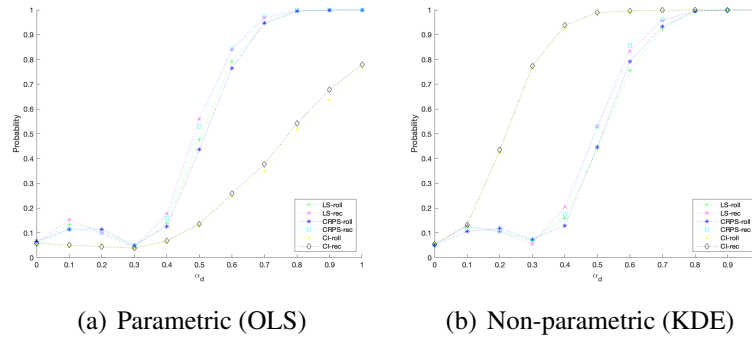 1
0.9
0.8
0.7
0.6
0.5
0.4
0.3
0.2
0.1
0
Probability
0 0.1 0.2 0.3 0.4 0.5 0.6 0.7 0.8 0.9 1
α_d
LS-roll
LS-rec
CRPS-roll
CRPS-rec
CI-roll
CI-rec
(a) Parametric (OLS)
1
0.9
0.8
0.7
0.6
0.5
0.4
0.3
0.2
0.1
0
Probability
0 0.1 0.2 0.3 0.4 0.5 0.6 0.7 0.8 0.9
α_d
LS-roll
LS-rec
CRPS-roll
CRPS-rec
CI-roll
CI-rec
(b) Non-parametric (KDE)